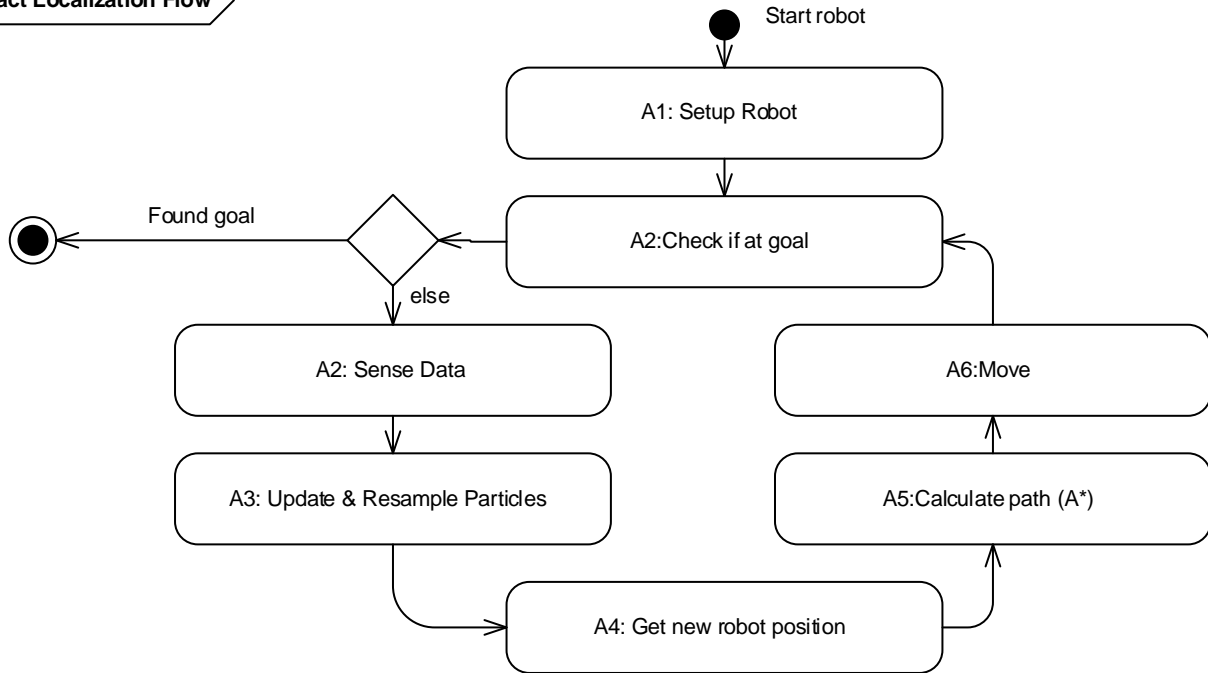 act Localization Flow
Start robot
A1: Setup Robot
Found goal
A2:Check if at goal
else
A2: Sense Data
A6:Move
A3: Update & Resample Particles
A5:Calculate path (A*)
A4: Get new robot position